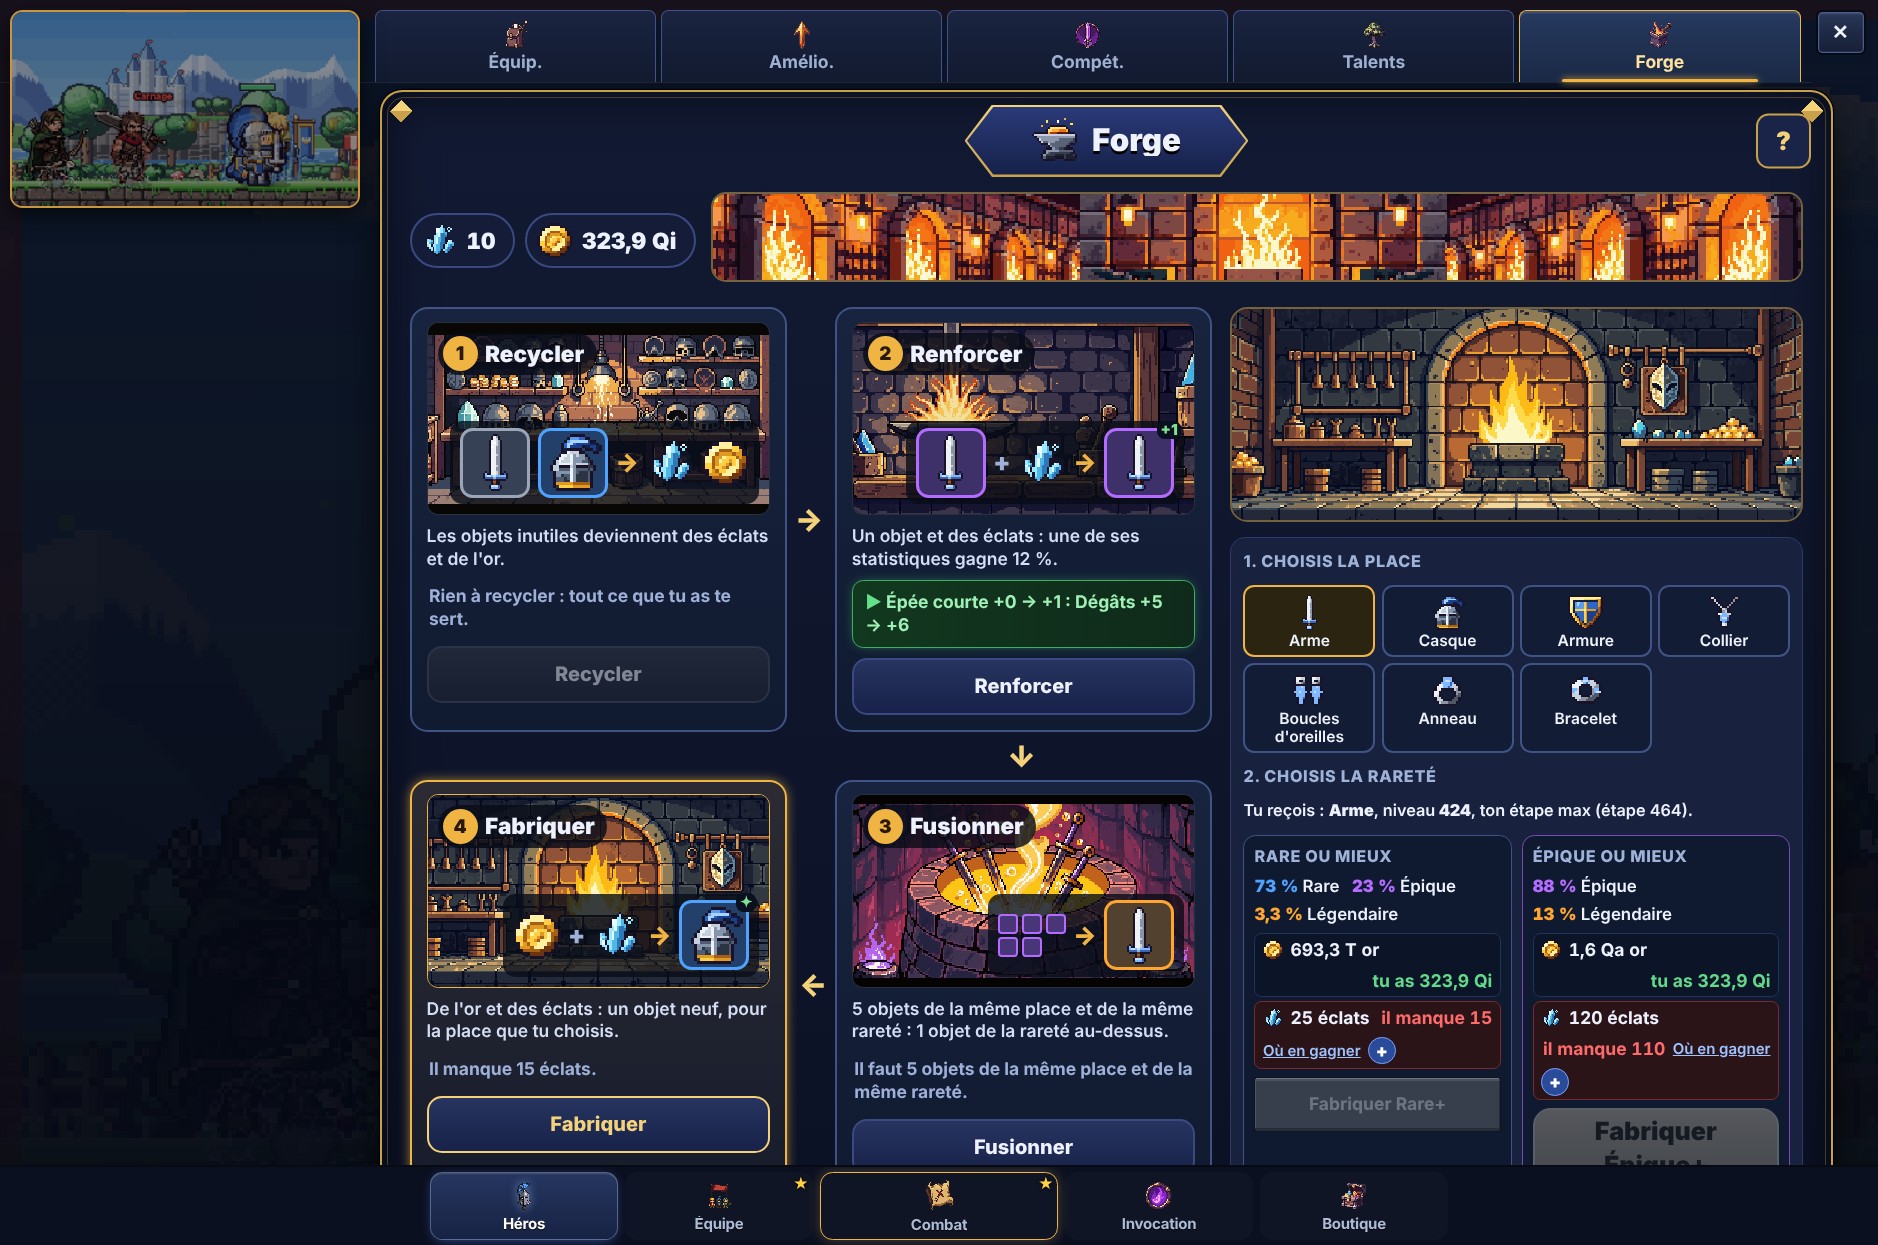 Équip.
Amélio.
Compét.
Talents
Forge
×
Carnage
Forge
?
10
323,9 Qi
1 Recycler
Les objets inutiles deviennent des éclats
et de l'or.
Rien à recycler : tout ce que tu as te
sert.
Recycler
2 Renforcer
+1
Un objet et des éclats : une de ses
statistiques gagne 12 %.
▶ Épée courte +0 → +1 : Dégâts +5
→ +6
Renforcer
3 Fusionner
5 objets de la même place et de la même
rareté : 1 objet de la rareté au-dessus.
Il faut 5 objets de la même place et de la
même rareté.
Fusionner
4 Fabriquer
De l'or et des éclats : un objet neuf, pour
la place que tu choisis.
Il manque 15 éclats.
Fabriquer
1. CHOISIS LA PLACE
Arme
Casque
Armure
Collier
Boucles
d'oreilles
Anneau
Bracelet
2. CHOISIS LA RARETÉ
Tu reçois : Arme, niveau 424, ton étape max (étape 464).
RARE OU MIEUX
73 % Rare 23 % Épique
3,3 % Légendaire
693,3 T or
tu as 323,9 Qi
25 éclats il manque 15
Où en gagner +
Fabriquer Rare+
ÉPIQUE OU MIEUX
88 % Épique
13 % Légendaire
1,6 Qa or
tu as 323,9 Qi
120 éclats
il manque 110 Où en gagner
+
Fabriquer
Épique+
Héros
Équipe
Combat
Invocation
Boutique